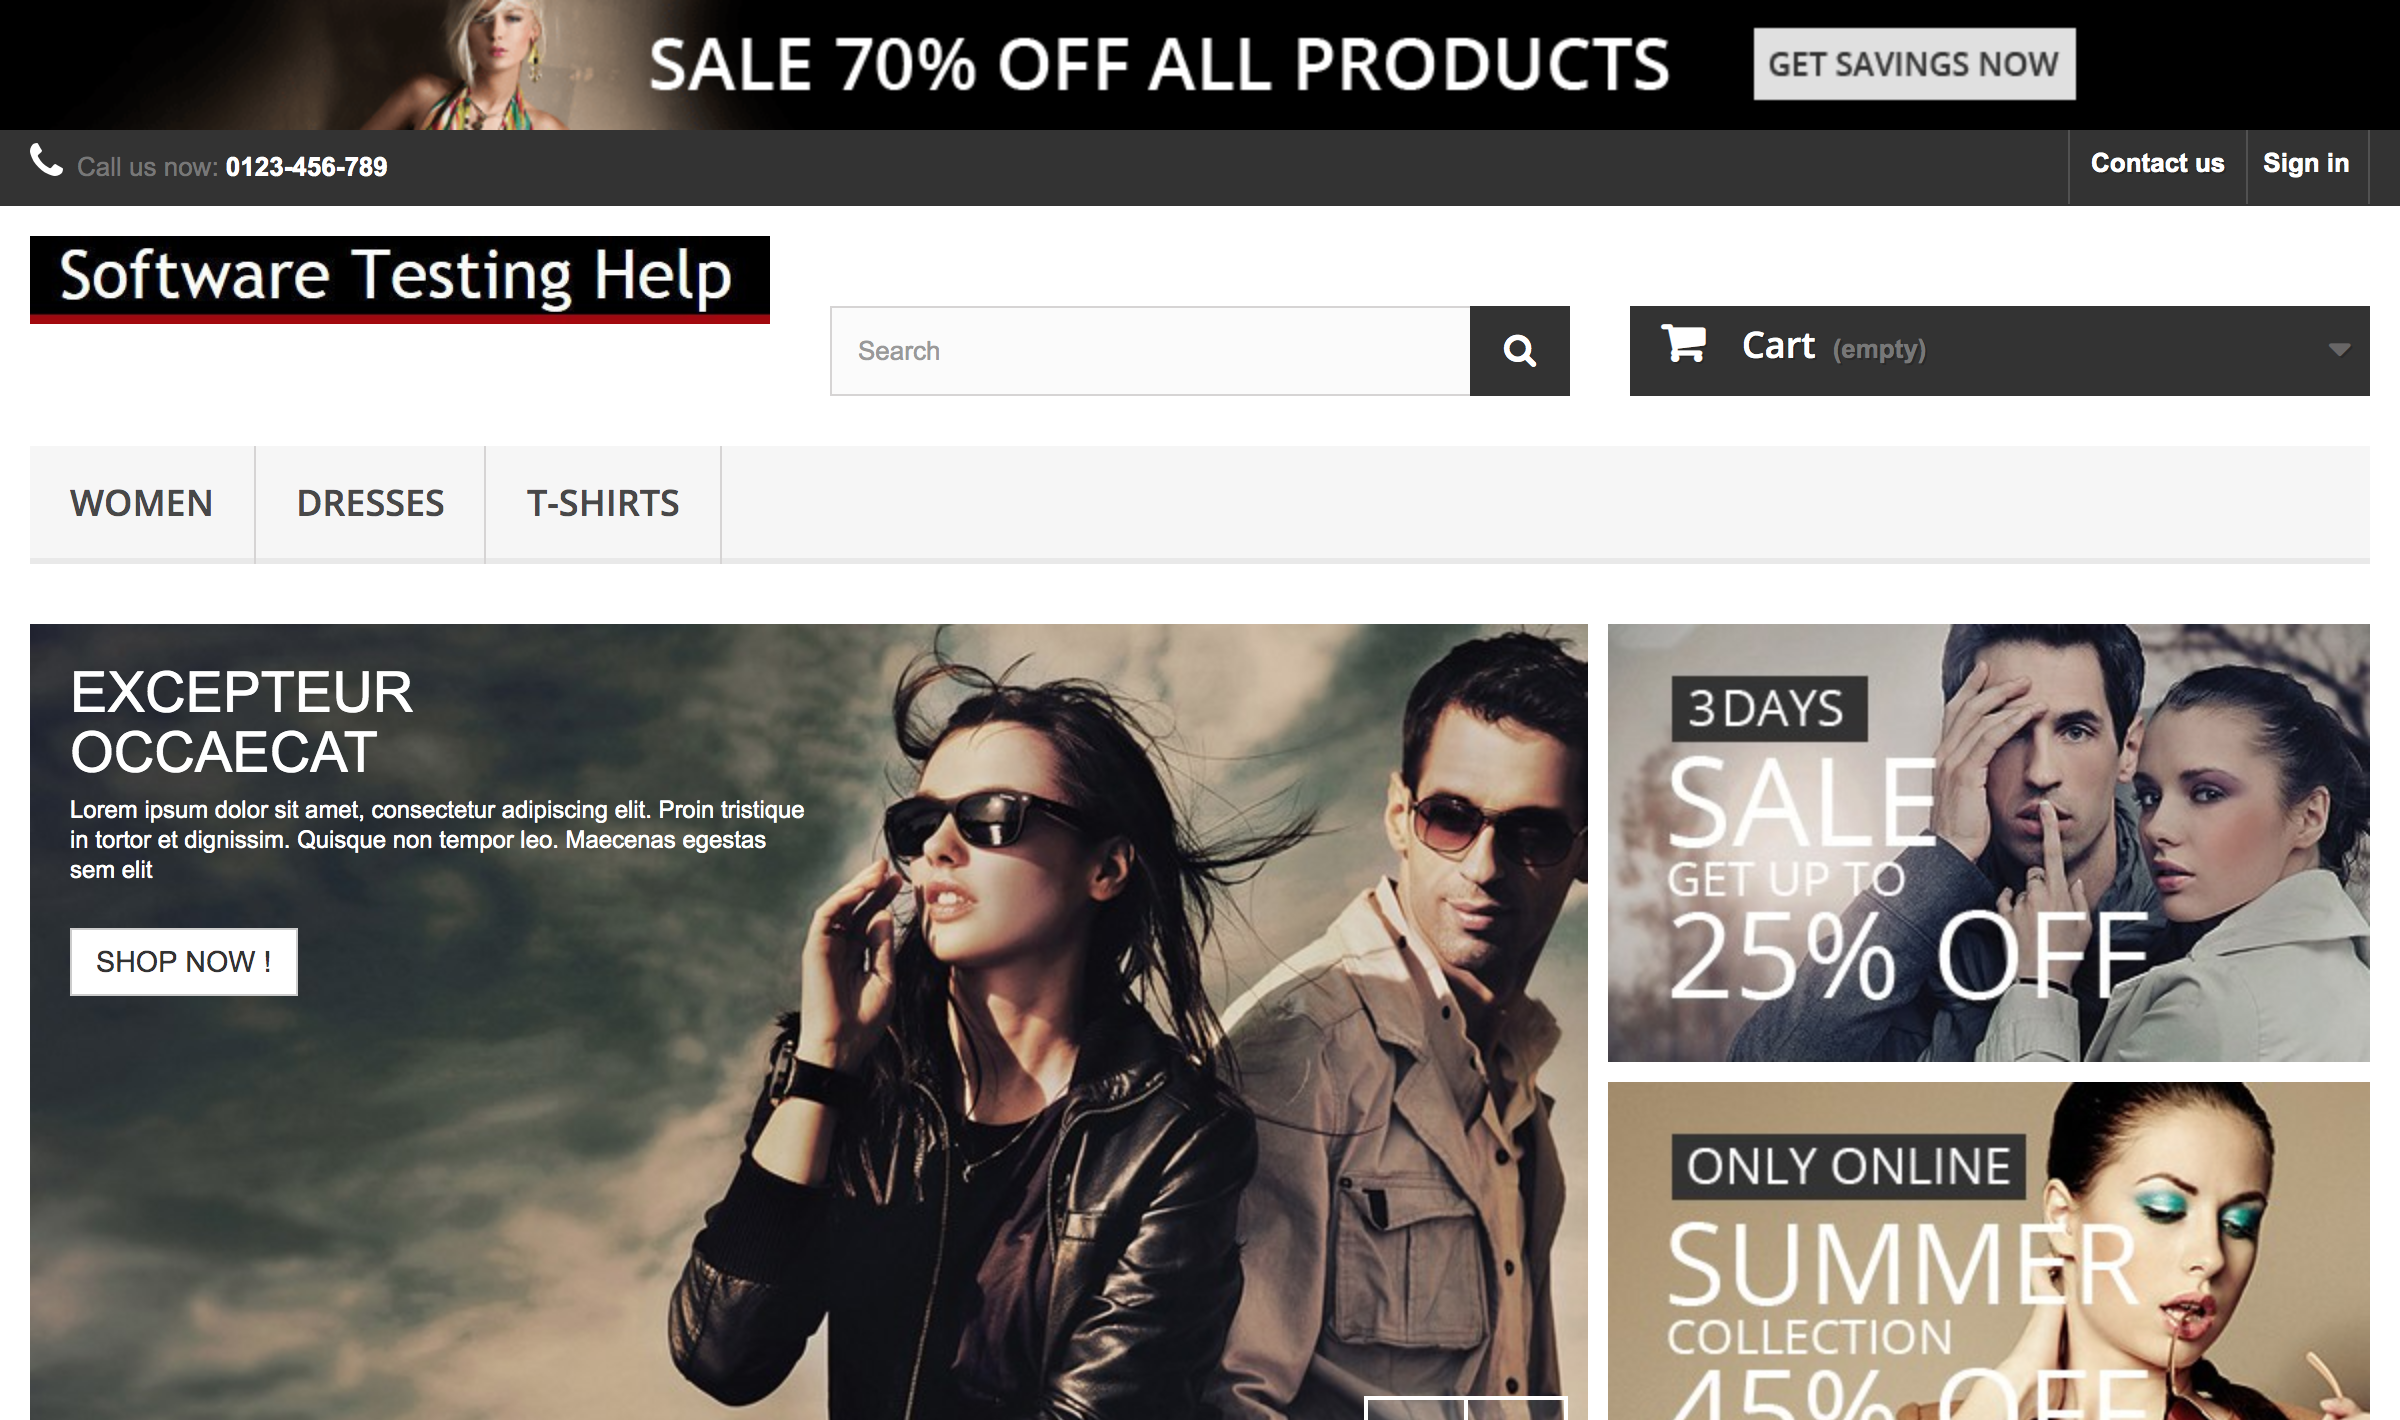 SALE 70% OFF ALL PRODUCTS
GET SAVINGS NOW
Call us now: 0123-456-789
Contact us
Sign in
Software Testing Help
Search
Cart (empty)
WOMEN
DRESSES
T-SHIRTS
EXCEPTEUR
OCCAECAT
Lorem ipsum dolor sit amet, consectetur adipiscing elit. Proin tristique
in tortor et dignissim. Quisque non tempor leo. Maecenas egestas
sem elit
SHOP NOW !
3 DAYS
SALE
GET UP TO
25% OFF
ONLY ONLINE
SUMMER
COLLECTION
45% OFF